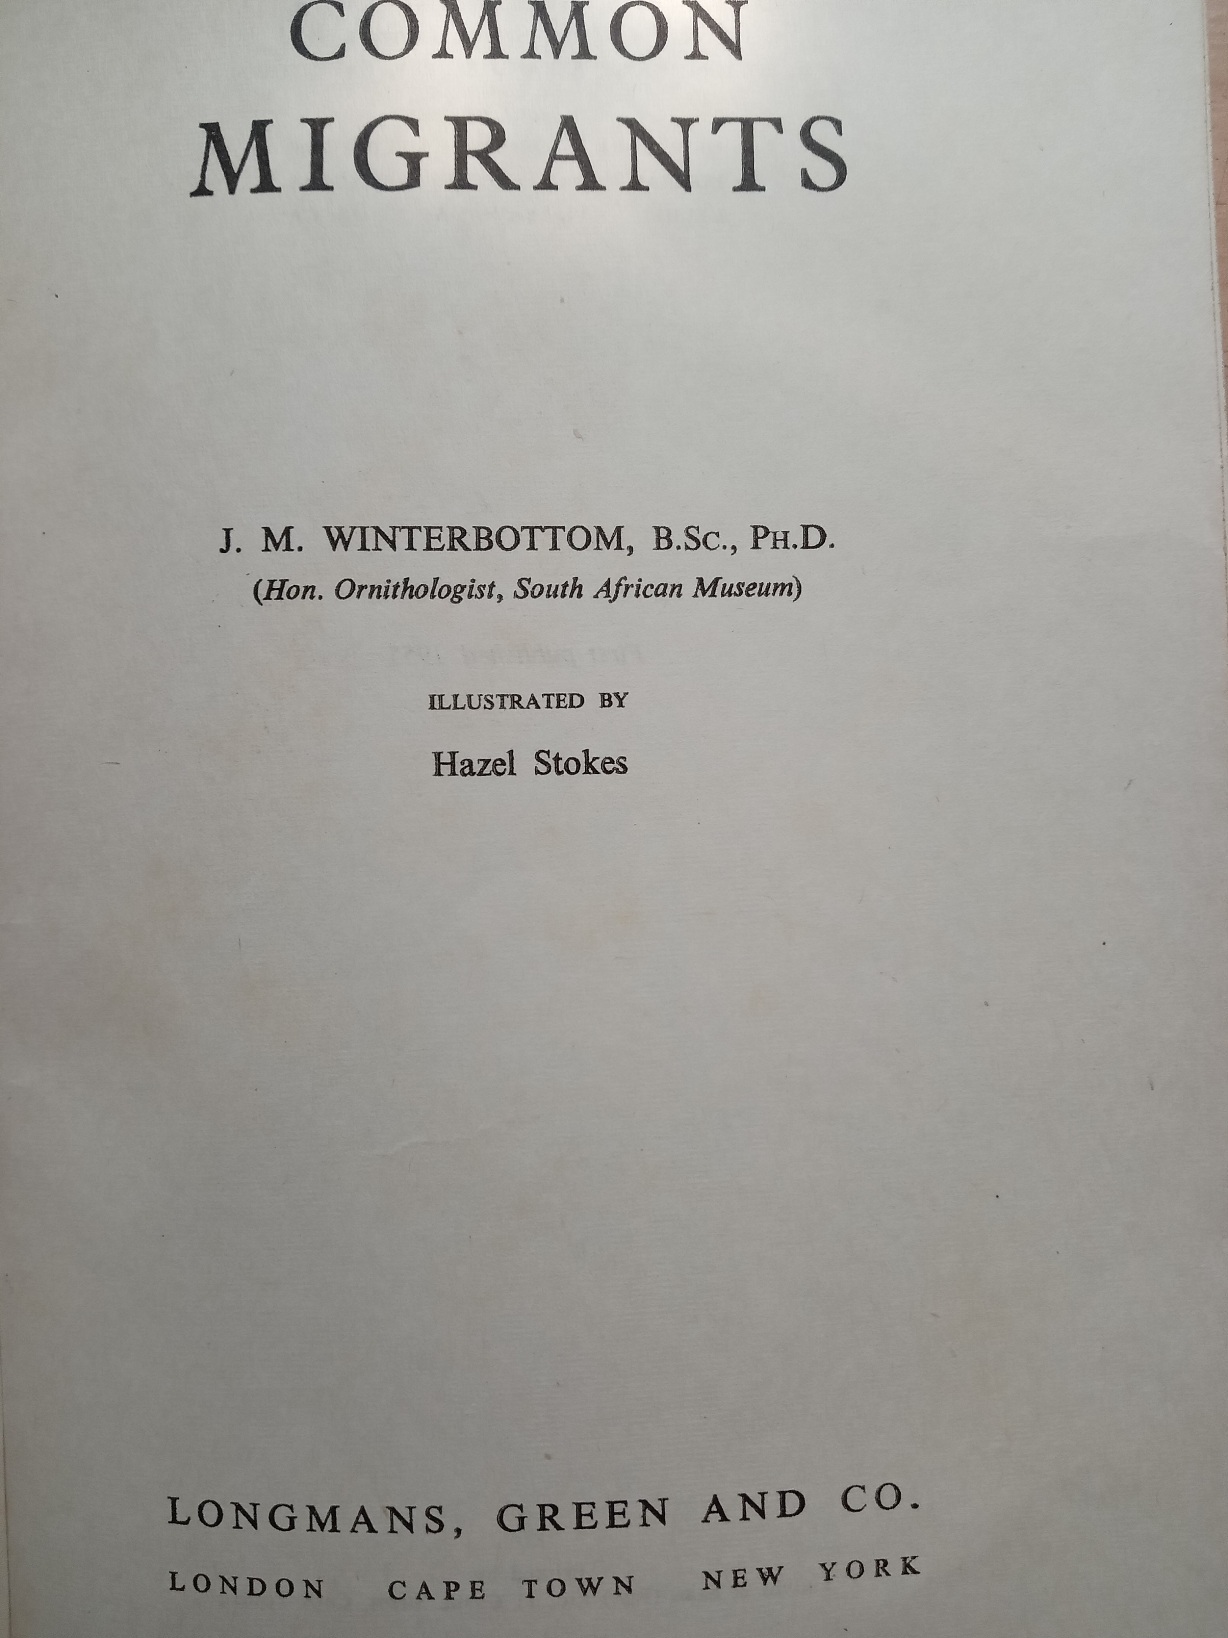 COMMON
MIGRANTS
J. M. WINTERBOTTOM, B.Sc., Ph.D.
(Hon. Ornithologist, South African Museum)
ILLUSTRATED BY
Hazel Stokes
LONGMANS, GREEN AND CO.
LONDON CAPE TOWN NEW YORK